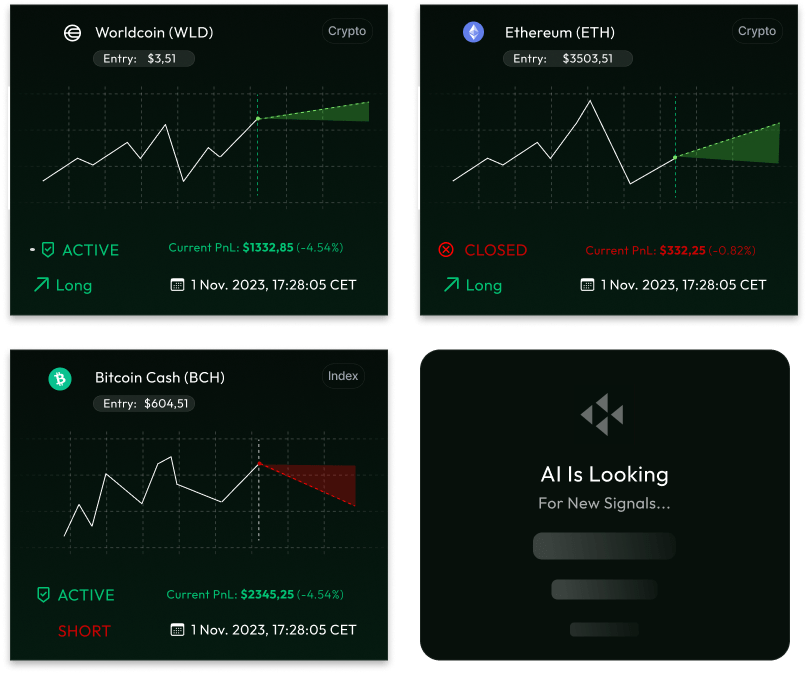 Worldcoin (WLD)
Crypto
Entry: $3,51
ACTIVE
Current PnL: $1332,85 (-4.54%)
Long
1 Nov. 2023, 17:28:05 CET
Ethereum (ETH)
Crypto
Entry: $3503,51
CLOSED
Current PnL: $332,25 (-0.82%)
Long
1 Nov. 2023, 17:28:05 CET
Bitcoin Cash (BCH)
Index
Entry: $604,51
ACTIVE
Current PnL: $2345,25 (-4.54%)
SHORT
1 Nov. 2023, 17:28:05 CET
AI Is Looking
For New Signals...